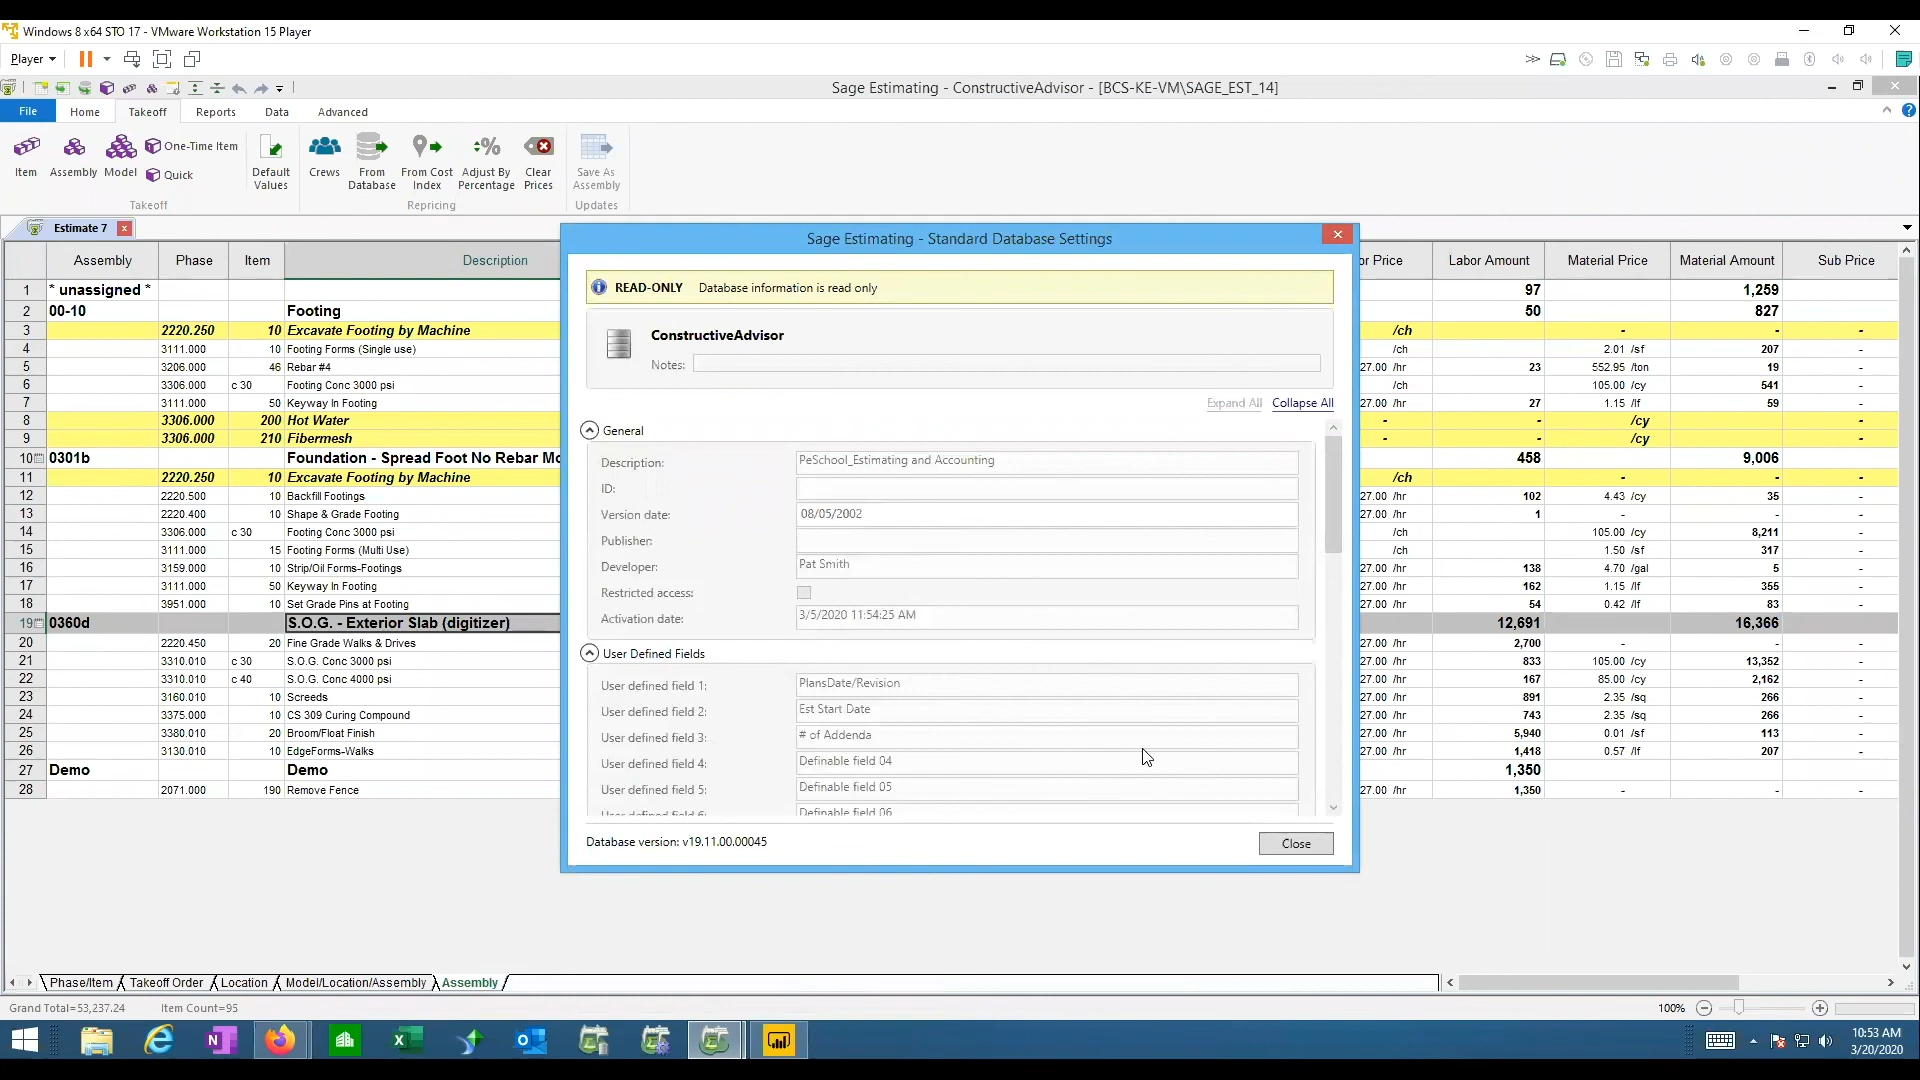 Windows 8 x64 STO 17 - VMware Workstation 15 Player
Player
Sage Estimating - ConstructiveAdvisor - [BCS-KE-VM\SAGE_EST_14]
File Home Takeoff Reports Data Advanced
Item Assembly Model One-Time Item Quick Default Values Crews From Database From Cost Index Adjust By Percentage Clear Prices Save As Assembly
Takeoff Repricing Updates
Estimate 7
Assembly Phase Item Description Price Labor Amount Material Price Material Amount Sub Price
1 * unassigned * 97 1,259
2 00-10 Footing 50 827
3 2220.250 10 Excavate Footing by Machine /ch - - -
4 3111.000 10 Footing Forms (Single use) /ch 2.01 /sf 207 -
5 3206.000 46 Rebar #4 27.00 /hr 23 552.95 /ton 19 -
6 3306.000 c 30 Footing Conc 3000 psi /ch 105.00 /cy 541 -
7 3111.000 50 Keyway In Footing 27.00 /hr 27 1.15 /lf 59 -
8 3306.000 200 Hot Water - - /cy - -
9 3306.000 210 Fibermesh - - /cy - -
10 0301b Foundation - Spread Foot No Rebar Mo 458 9,006
11 2220.250 10 Excavate Footing by Machine /ch - - -
12 2220.500 10 Backfill Footings 27.00 /hr 102 4.43 /cy 35 -
13 2220.400 10 Shape & Grade Footing 27.00 /hr 1 - - -
14 3306.000 c 30 Footing Conc 3000 psi /ch 105.00 /cy 8,211 -
15 3111.000 15 Footing Forms (Multi Use) /ch 1.50 /sf 317 -
16 3159.000 10 Strip/Oil Forms-Footings 27.00 /hr 138 4.70 /gal 5 -
17 3111.000 50 Keyway In Footing 27.00 /hr 162 1.15 /lf 355 -
18 3951.000 10 Set Grade Pins at Footing 27.00 /hr 54 0.42 /lf 83 -
19 0360d S.O.G. - Exterior Slab (digitizer) 12,691 16,366
20 2220.450 20 Fine Grade Walks & Drives 27.00 /hr 2,700 - - -
21 3310.010 c 30 S.O.G. Conc 3000 psi 27.00 /hr 833 105.00 /cy 13,352 -
22 3310.010 c 40 S.O.G. Conc 4000 psi 27.00 /hr 167 85.00 /cy 2,162 -
23 3160.010 10 Screeds 27.00 /hr 891 2.35 /sq 266 -
24 3375.000 10 CS 309 Curing Compound 27.00 /hr 743 2.35 /sq 266 -
25 3380.010 20 Broom/Float Finish 27.00 /hr 5,940 0.01 /sf 113 -
26 3130.010 10 EdgeForms-Walks 27.00 /hr 1,418 0.57 /lf 207 -
27 Demo Demo 1,350
28 2071.000 190 Remove Fence 27.00 /hr 1,350 - - -
Sage Estimating - Standard Database Settings
READ-ONLY Database information is read only
ConstructiveAdvisor
Notes:
Expand All Collapse All
General
Description: PeSchool_Estimating and Accounting
ID:
Version date: 08/05/2002
Publisher:
Developer: Pat Smith
Restricted access:
Activation date: 3/5/2020 11:54:25 AM
User Defined Fields
User defined field 1: PlansDate/Revision
User defined field 2: Est Start Date
User defined field 3: # of Addenda
User defined field 4: Definable field 04
User defined field 5: Definable field 05
User defined field 6: Definable field 06
Database version: v19.11.00.00045
Close
Phase/Item Takeoff Order Location Model/Location/Assembly Assembly
Grand Total=53,237.24 Item Count=95 100%
10:53 AM
3/20/2020